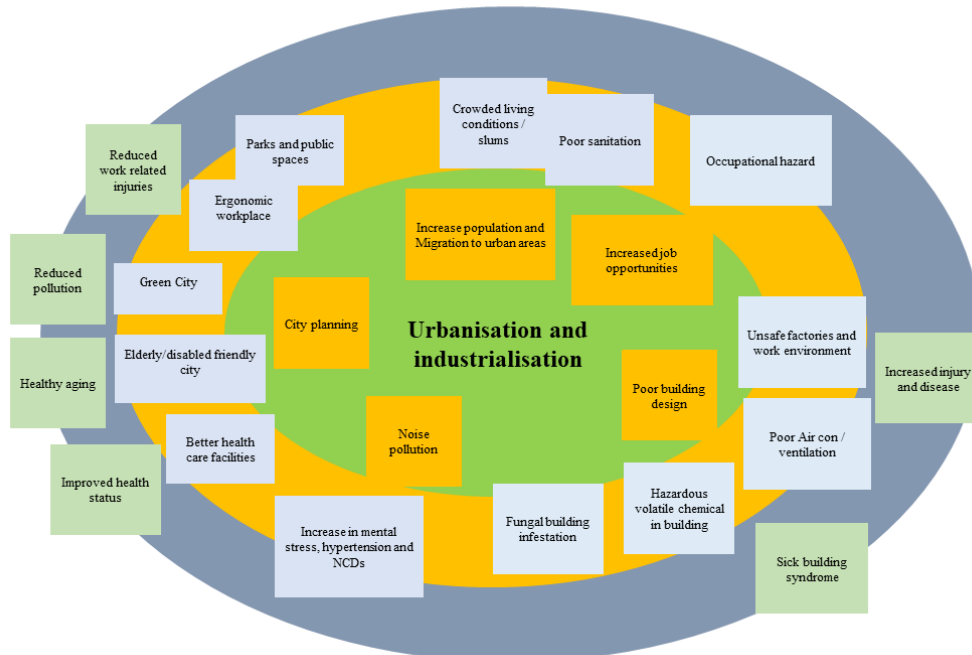 Crowded living
conditions /
slums
Poor sanitation
Parks and public
spaces
Occupational hazard
Reduced
work related
injuries
Ergonomic
workplace
Increase population and
Migration to urban areas
Increased job
opportunities
Reduced
pollution
Green City
City planning
Urbanisation and
industrialisation
Unsafe factories and
work environment
Elderly/disabled friendly
city
Healthy aging
Increased injury
and disease
Poor building
design
Noise
pollution
Better health
care facilities
Poor Air con /
ventilation
Improved health
status
Hazardous
volatile chemical
in building
Fungal building
infestation
Increase in mental
stress, hypertension and
NCDs
Sick building
syndrome